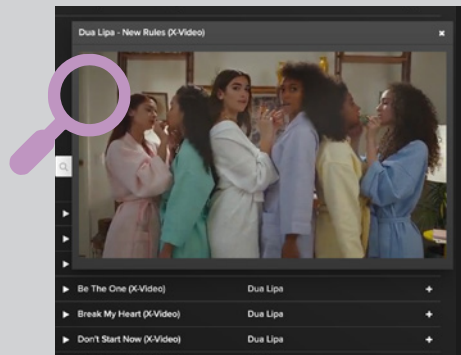 Dua Lipa - New Rules (X-Video)
Be The One (X-Video) Dua Lipa
Break My Heart (X-Video) Dua Lipa
Don't Start Now (X-Video) Dua Lipa